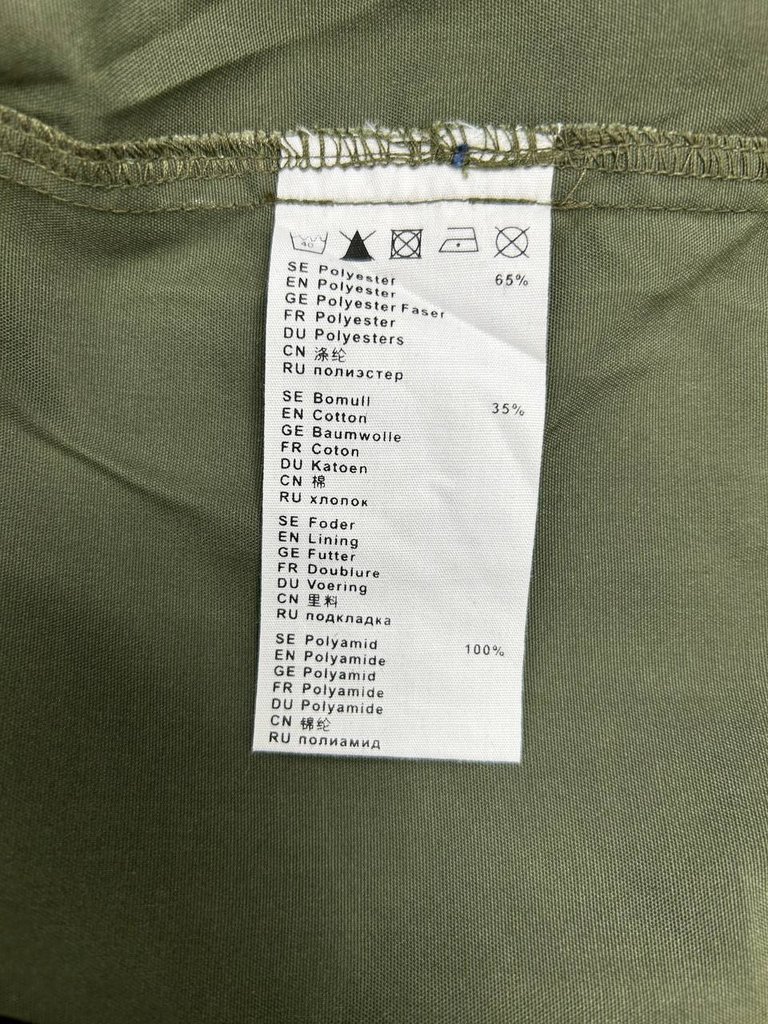 40
SE Polyester 65%
EN Polyester
GE Polyester Faser
FR Polyester
DU Polyesters
CN 涤纶
RU полиэстер
SE Bomull 35%
EN Cotton
GE Baumwolle
FR Coton
DU Katoen
CN 棉
RU хлопок
SE Foder
EN Lining
GE Futter
FR Doublure
DU Voering
CN 里料
RU подкладка
SE Polyamid 100%
EN Polyamide
GE Polyamid
FR Polyamide
DU Polyamide
CN 锦纶
RU полиамид